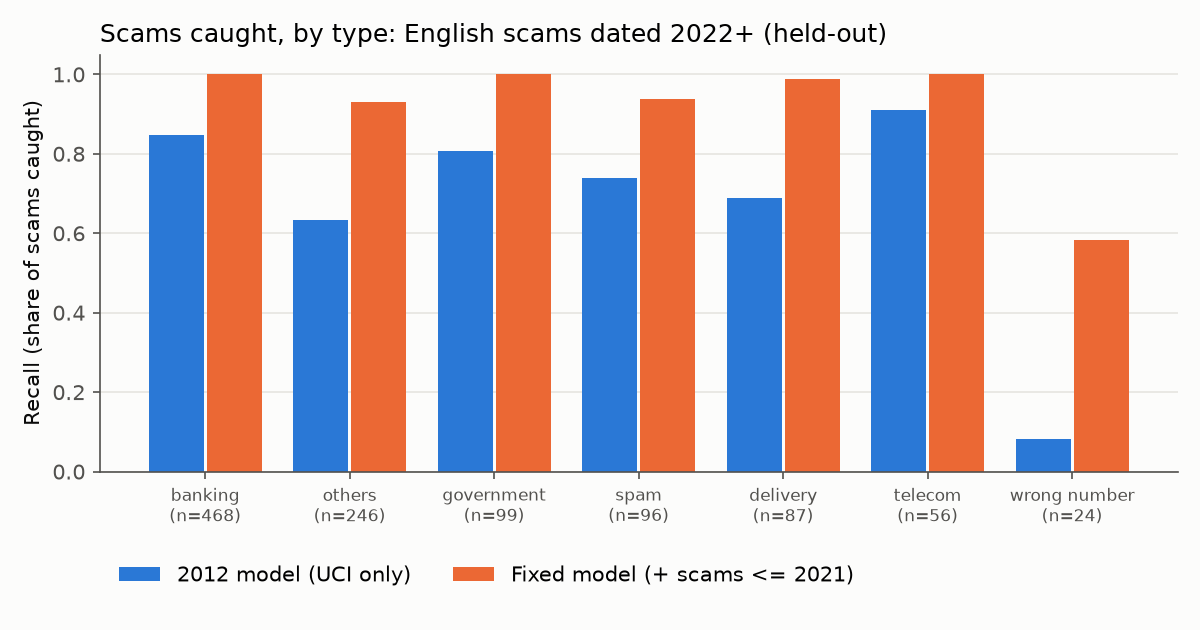 Scams caught, by type: English scams dated 2022+ (held-out)
Recall (share of scams caught)
1.0
0.8
0.6
0.4
0.2
0.0
banking
(n=468)
others
(n=246)
government
(n=99)
spam
(n=96)
delivery
(n=87)
telecom
(n=56)
wrong number
(n=24)
2012 model (UCI only)
Fixed model (+ scams <= 2021)